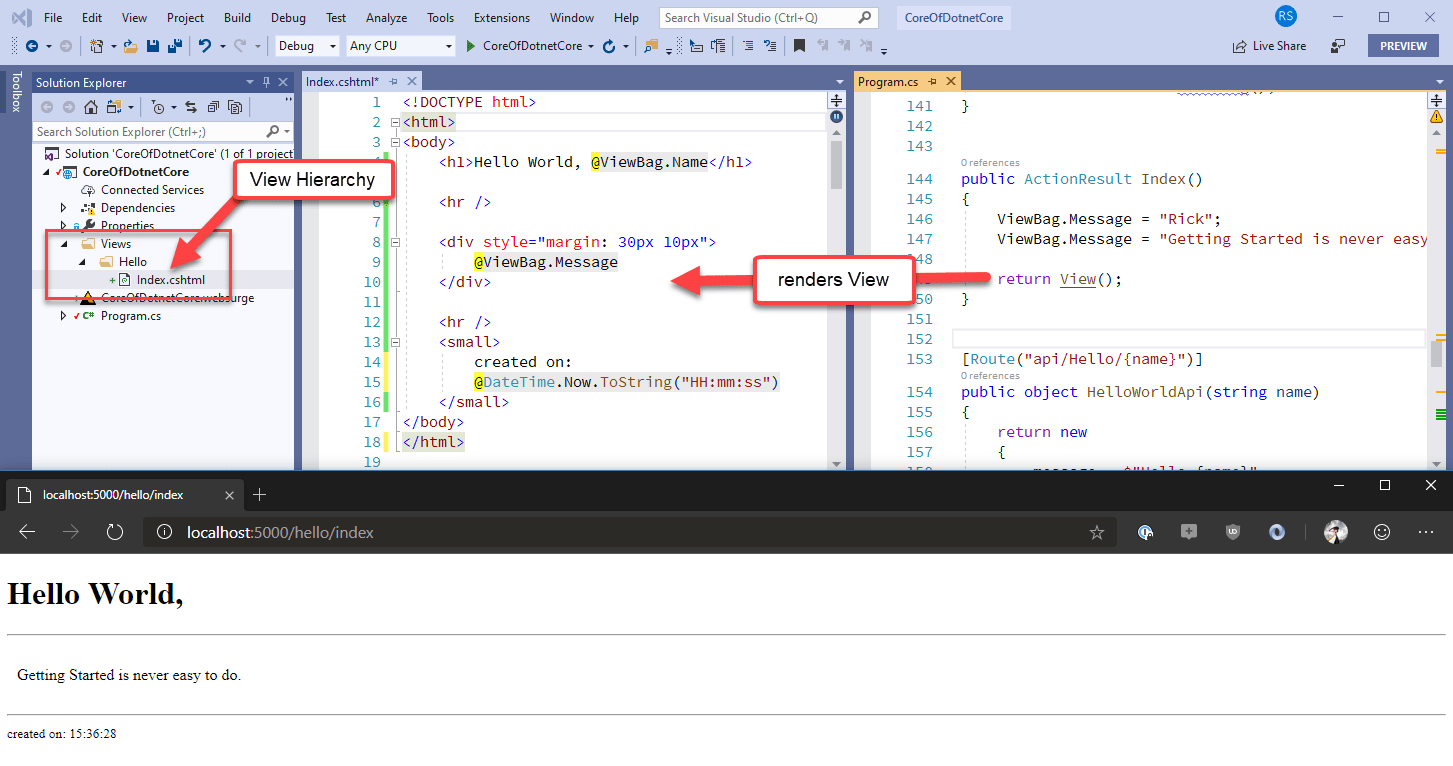 File Edit View Project Build Debug Test Analyze Tools Extensions Window Help Search Visual Studio (Ctrl+Q) CoreOfDotnetCore RS
Debug Any CPU CoreOfDotnetCore Live Share PREVIEW
Toolbox
Solution Explorer
Search Solution Explorer (Ctrl+;)
Solution 'CoreOfDotnetCore' (1 of 1 project
CoreOfDotnetCore
Connected Services
Dependencies
Properties
Views
Hello
Index.cshtml
CoreOfDotnetCore.websurge
C# Program.cs
View Hierarchy
Index.cshtml*
1 <!DOCTYPE html>
2 <html>
3 <body>
<h1>Hello World, @ViewBag.Name</h1>
6 <hr />
7
8 <div style="margin: 30px 10px">
9 @ViewBag.Message
10 </div>
11
12 <hr />
13 <small>
14 created on:
15 @DateTime.Now.ToString("HH:mm:ss")
16 </small>
17 </body>
18 </html>
19
renders View
Program.cs
141 }
142
143
0 references
144 public ActionResult Index()
145 {
146 ViewBag.Message = "Rick";
147 ViewBag.Message = "Getting Started is never easy
148
return View();
150 }
151
152
153 [Route("api/Hello/{name}")]
0 references
154 public object HelloWorldApi(string name)
155 {
156 return new
157 {
localhost:5000/hello/index
localhost:5000/hello/index
Hello World,
Getting Started is never easy to do.
created on: 15:36:28